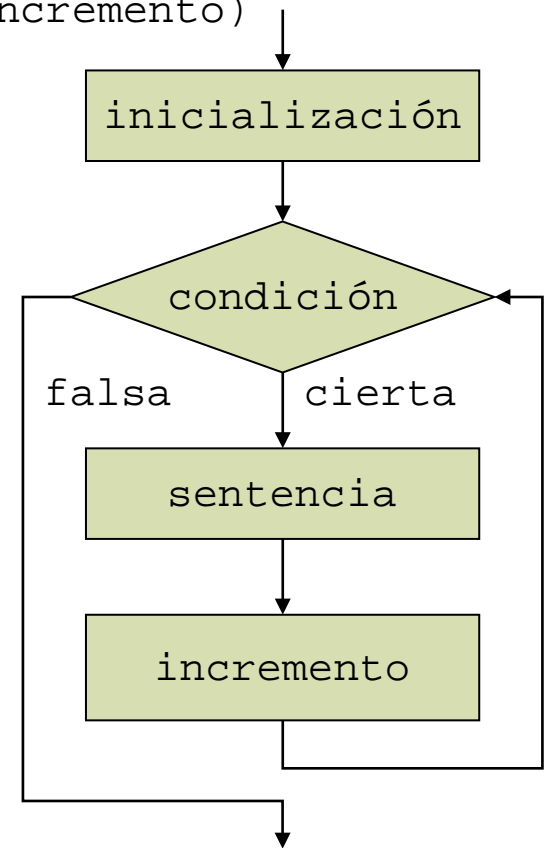 ncremento)
inicialización
condición
falsa cierta
sentencia
incremento